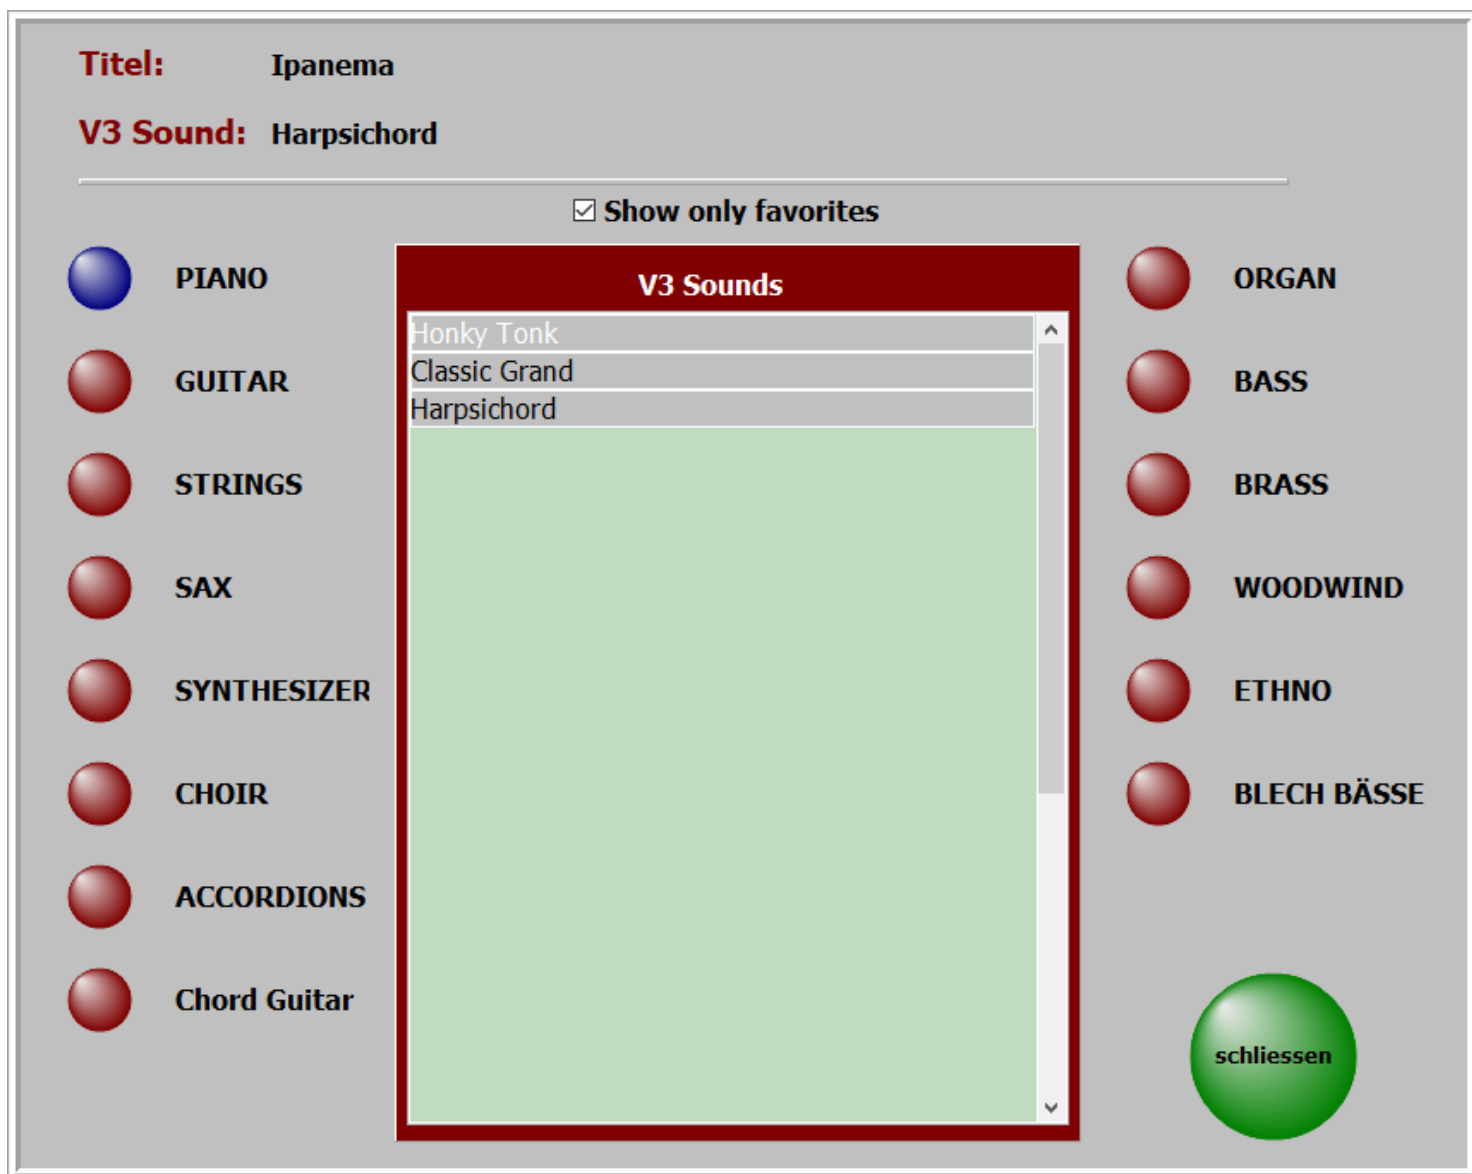 Titel: Ipanema
V3 Sound: Harpsichord
Show only favorites
PIANO
GUITAR
STRINGS
SAX
SYNTHESIZER
CHOIR
ACCORDIONS
Chord Guitar
V3 Sounds
Honky Tonk
Classic Grand
Harpsichord
ORGAN
BASS
BRASS
WOODWIND
ETHNO
BLECH BÄSSE
schliessen